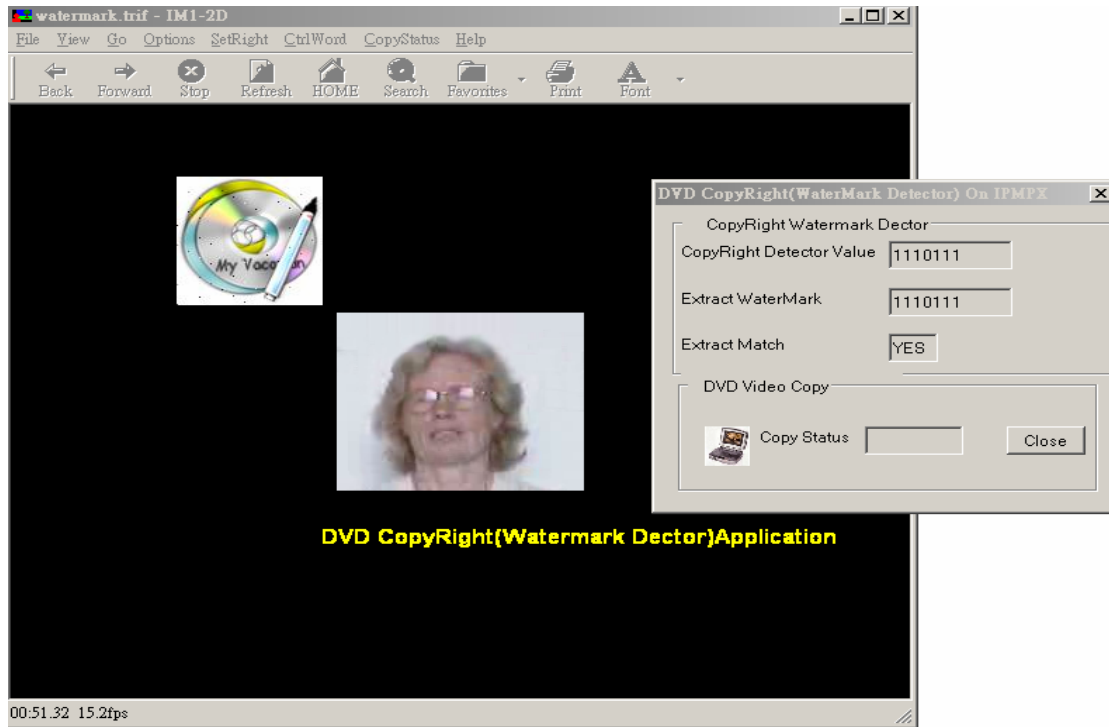 watermark.trif - IM1-2D
File View Go Options SetRight CtrlWord CopyStatus Help
Back Forward Stop Refresh HOME Search Favorites Print Font
My Vacation
DVD CopyRight(WaterMark Detector) On IPMPX
CopyRight Watermark Dector
CopyRight Detector Value 1110111
Extract WaterMark 1110111
Extract Match YES
DVD Video Copy
Copy Status Close
DVD CopyRight(Watermark Dector)Application
00:51.32 15.2fps